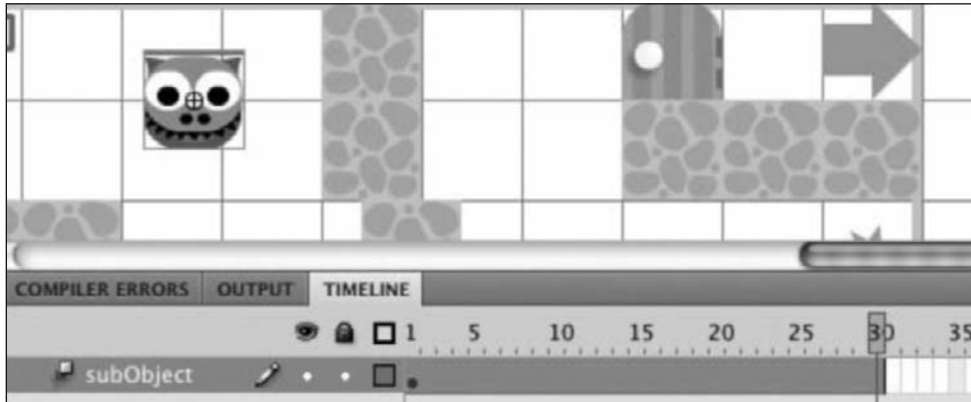 COMPILER ERRORS OUTPUT TIMELINE
1 5 10 15 20 25 30 35
subObject